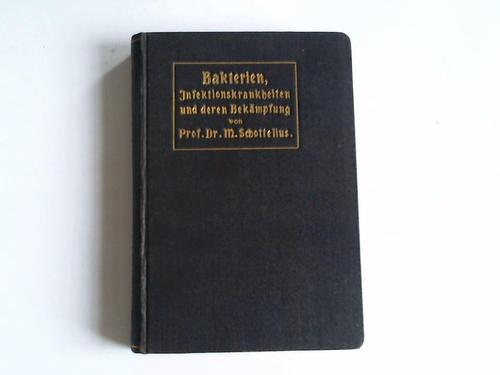 Bakterien,
Infektionskrankheiten
und deren Bekämpfung
von
Prof. Dr. M. Schottelius.